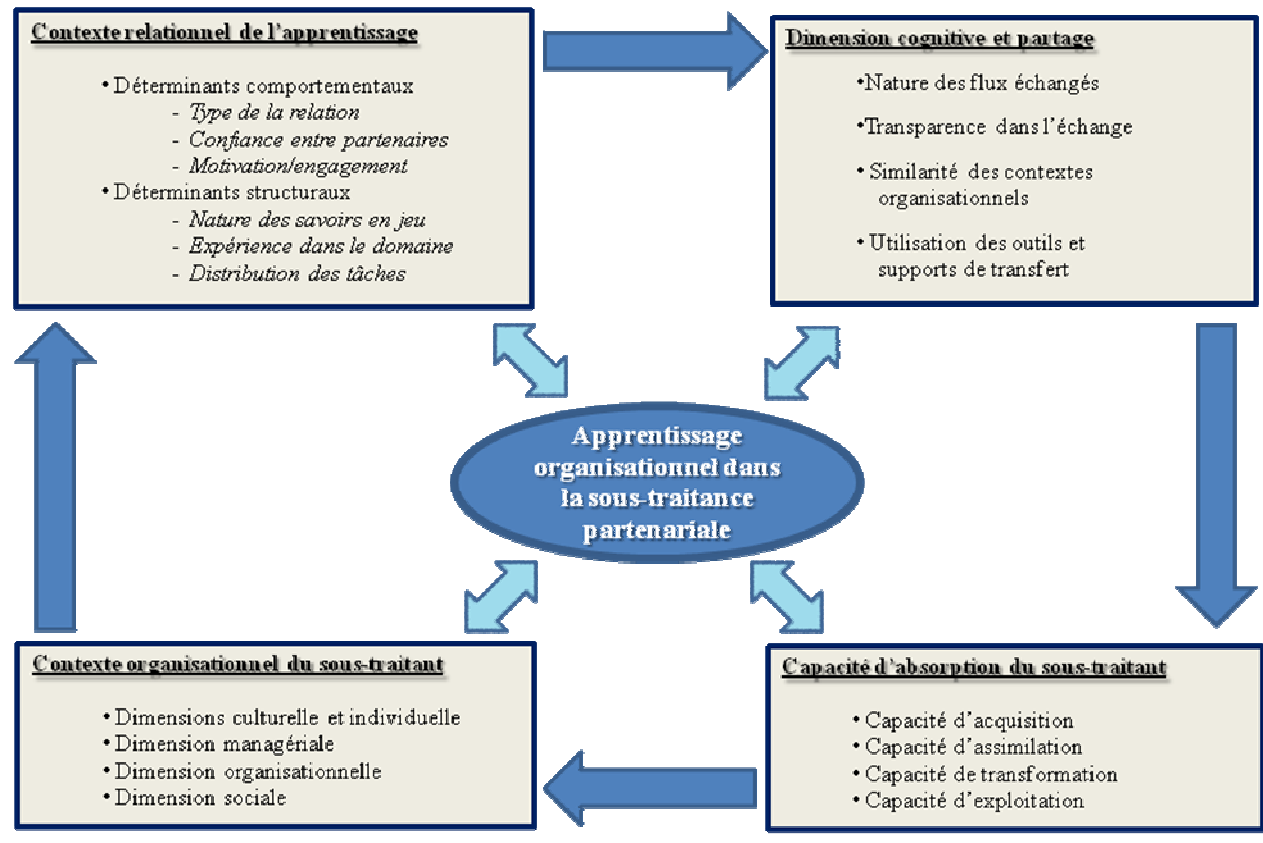 Contexte relationnel de l'apprentissage
• Déterminants comportementaux
- Type de la relation
- Confiance entre partenaires
- Motivation/engagement
• Déterminants structuraux
- Nature des savoirs en jeu
- Expérience dans le domaine
- Distribution des tâches
Dimension cognitive et partage
•Nature des flux échangés
•Transparence dans l'échange
• Similarité des contextes
organisationnels
• Utilisation des outils et
supports de transfert
Apprentissage
organisationnel dans
la sous-traitance
partenariale
Contexte organisationnel du sous-traitant
• Dimensions culturelle et individuelle
• Dimension managériale
• Dimension organisationnelle
• Dimension sociale
Capacité d'absorption du sous-traitant
• Capacité d'acquisition
• Capacité d'assimilation
• Capacité de transformation
• Capacité d'exploitation